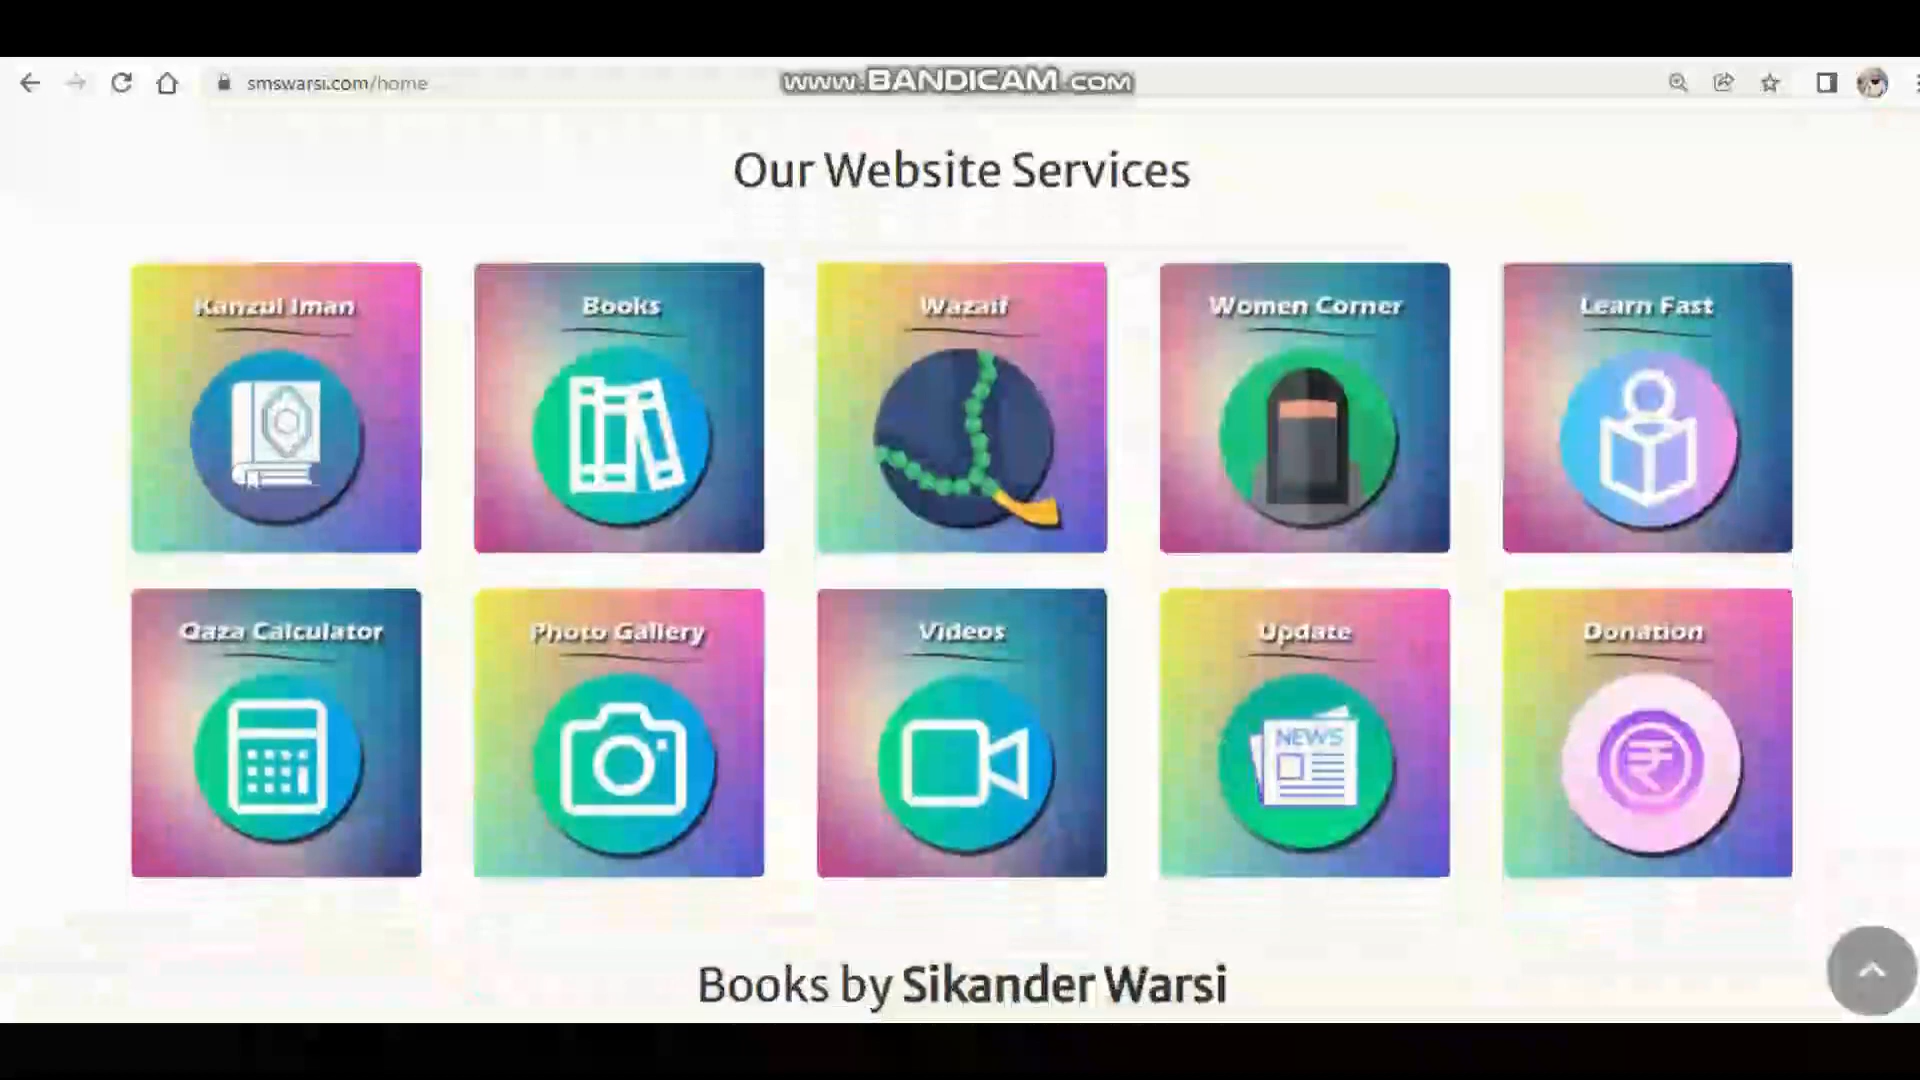 smswarsi.com/home
www.BANDICAM.com
Our Website Services
Kanzul Iman
Books
Wazaif
Women Corner
Learn Fast
Qaza Calculator
Photo Gallery
Videos
Update
Donation
NEWS
Books by Sikander Warsi